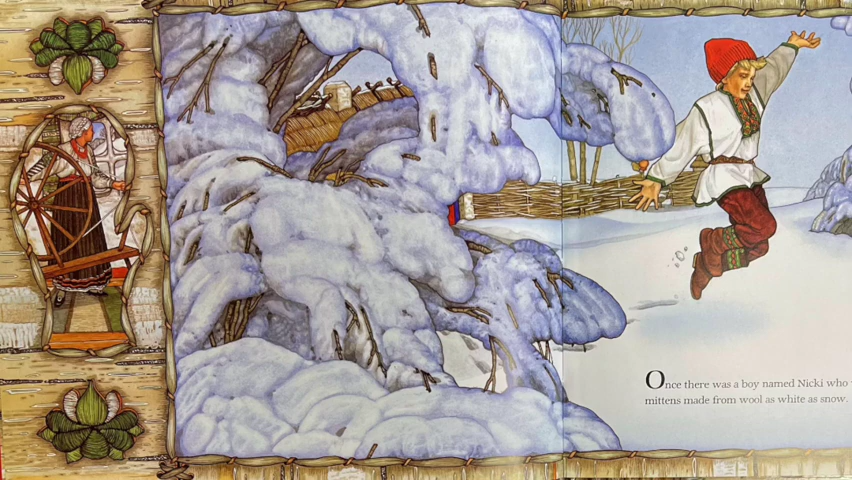 Once there was a boy named Nicki who
mittens made from wool as white as snow.